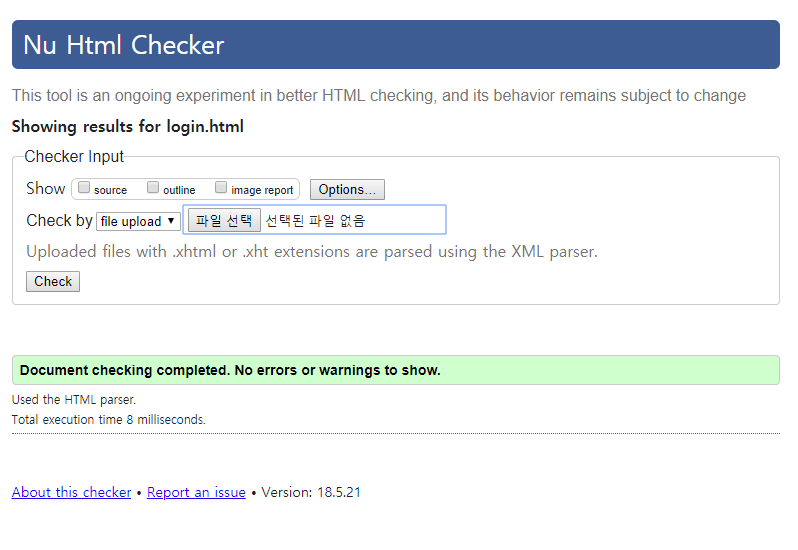 Nu Html Checker
This tool is an ongoing experiment in better HTML checking, and its behavior remains subject to change
Showing results for login.html
Checker Input
Show source outline image report Options...
Check by file upload 파일 선택 선택된 파일 없음
Uploaded files with .xhtml or .xht extensions are parsed using the XML parser.
Check
Document checking completed. No errors or warnings to show.
Used the HTML parser.
Total execution time 8 milliseconds.
About this checker • Report an issue • Version: 18.5.21